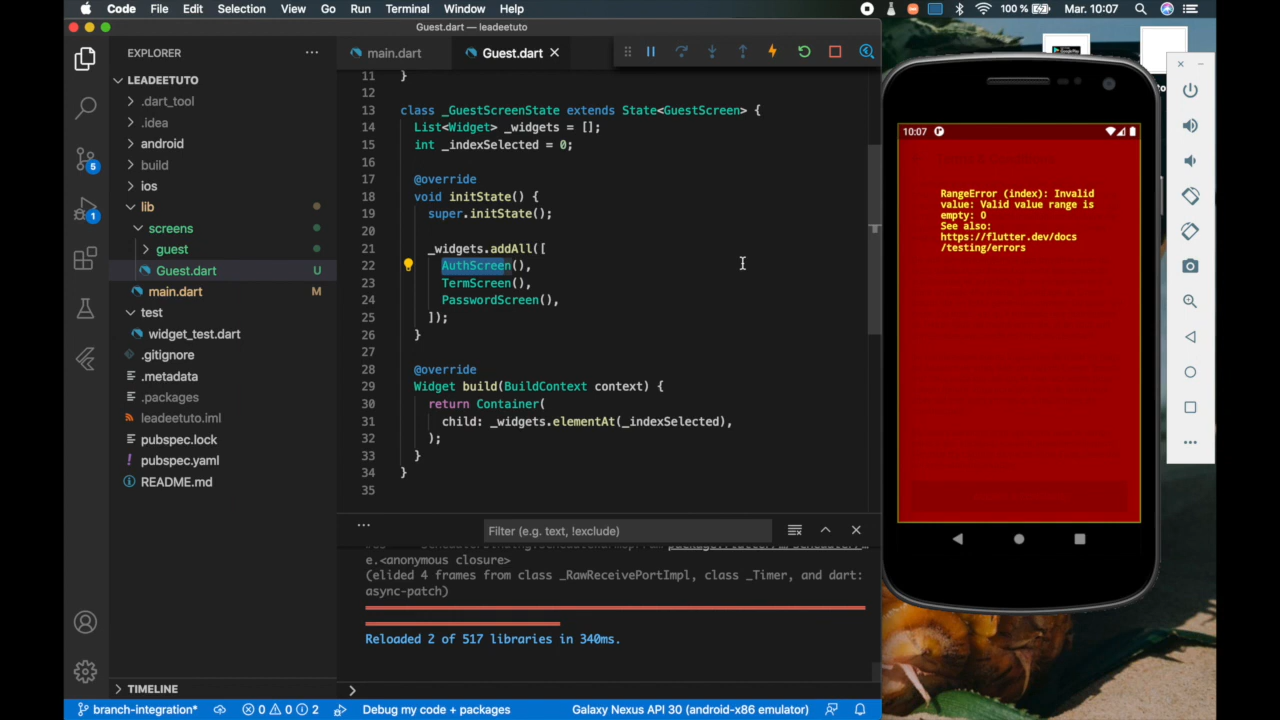 Code File Edit Selection View Go Run Terminal Window Help 100 % Mar. 10:07
Guest.dart — leadeetuto
EXPLORER
LEADEETUTO
.dart_tool
.idea
android
build
ios
lib
screens
guest
Guest.dart U
main.dart M
test
widget_test.dart
.gitignore
.metadata
.packages
leadeetuto.iml
pubspec.lock
pubspec.yaml
README.md
TIMELINE
5
1
main.dart Guest.dart
11 }
12
13 class _GuestScreenState extends State<GuestScreen> {
14 List<Widget> _widgets = [];
15 int _indexSelected = 0;
16
17 @override
18 void initState() {
19 super.initState();
20
21 _widgets.addAll([
22 AuthScreen(),
23 TermScreen(),
24 PasswordScreen(),
25 ]);
26 }
27
28 @override
29 Widget build(BuildContext context) {
30 return Container(
31 child: _widgets.elementAt(_indexSelected),
32 );
33 }
34 }
35
Filter (e.g. text, !exclude)
e.<anonymous closure>
(elided 4 frames from class _RawReceivePortImpl, class _Timer, and dart:
async-patch)
Reloaded 2 of 517 libraries in 340ms.
branch-integration* 0 0 2 Debug my code + packages Galaxy Nexus API 30 (android-x86 emulator)
10:07
RangeError (index): Invalid
value: Valid value range is
empty: 0
See also:
https://flutter.dev/docs
/testing/errors